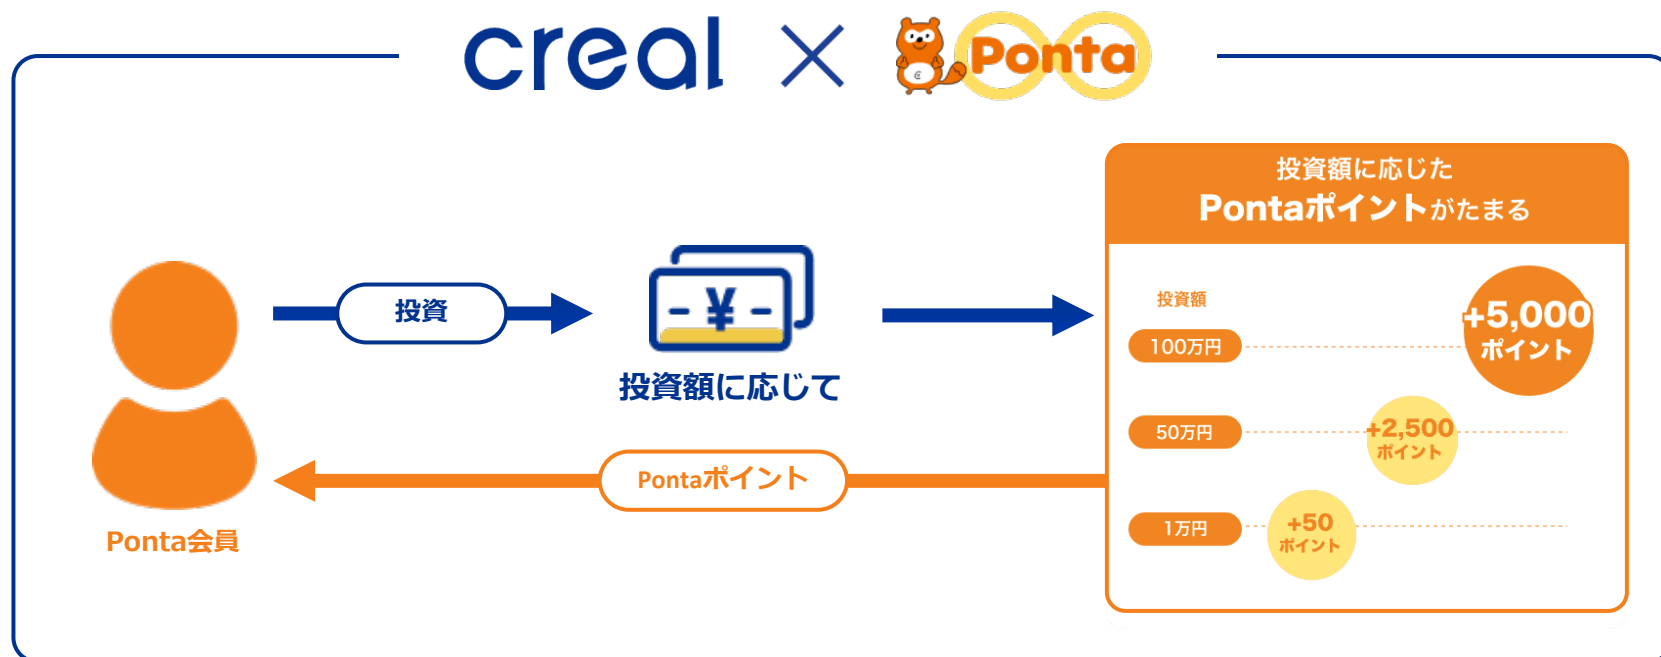 creal × Ponta
投資額に応じた
Pontaポイントがたまる
投資
¥
投資額に応じて
Pontaポイント
Ponta会員
投資額
100万円
+5,000
ポイント
50万円
+2,500
ポイント
1万円
+50
ポイント